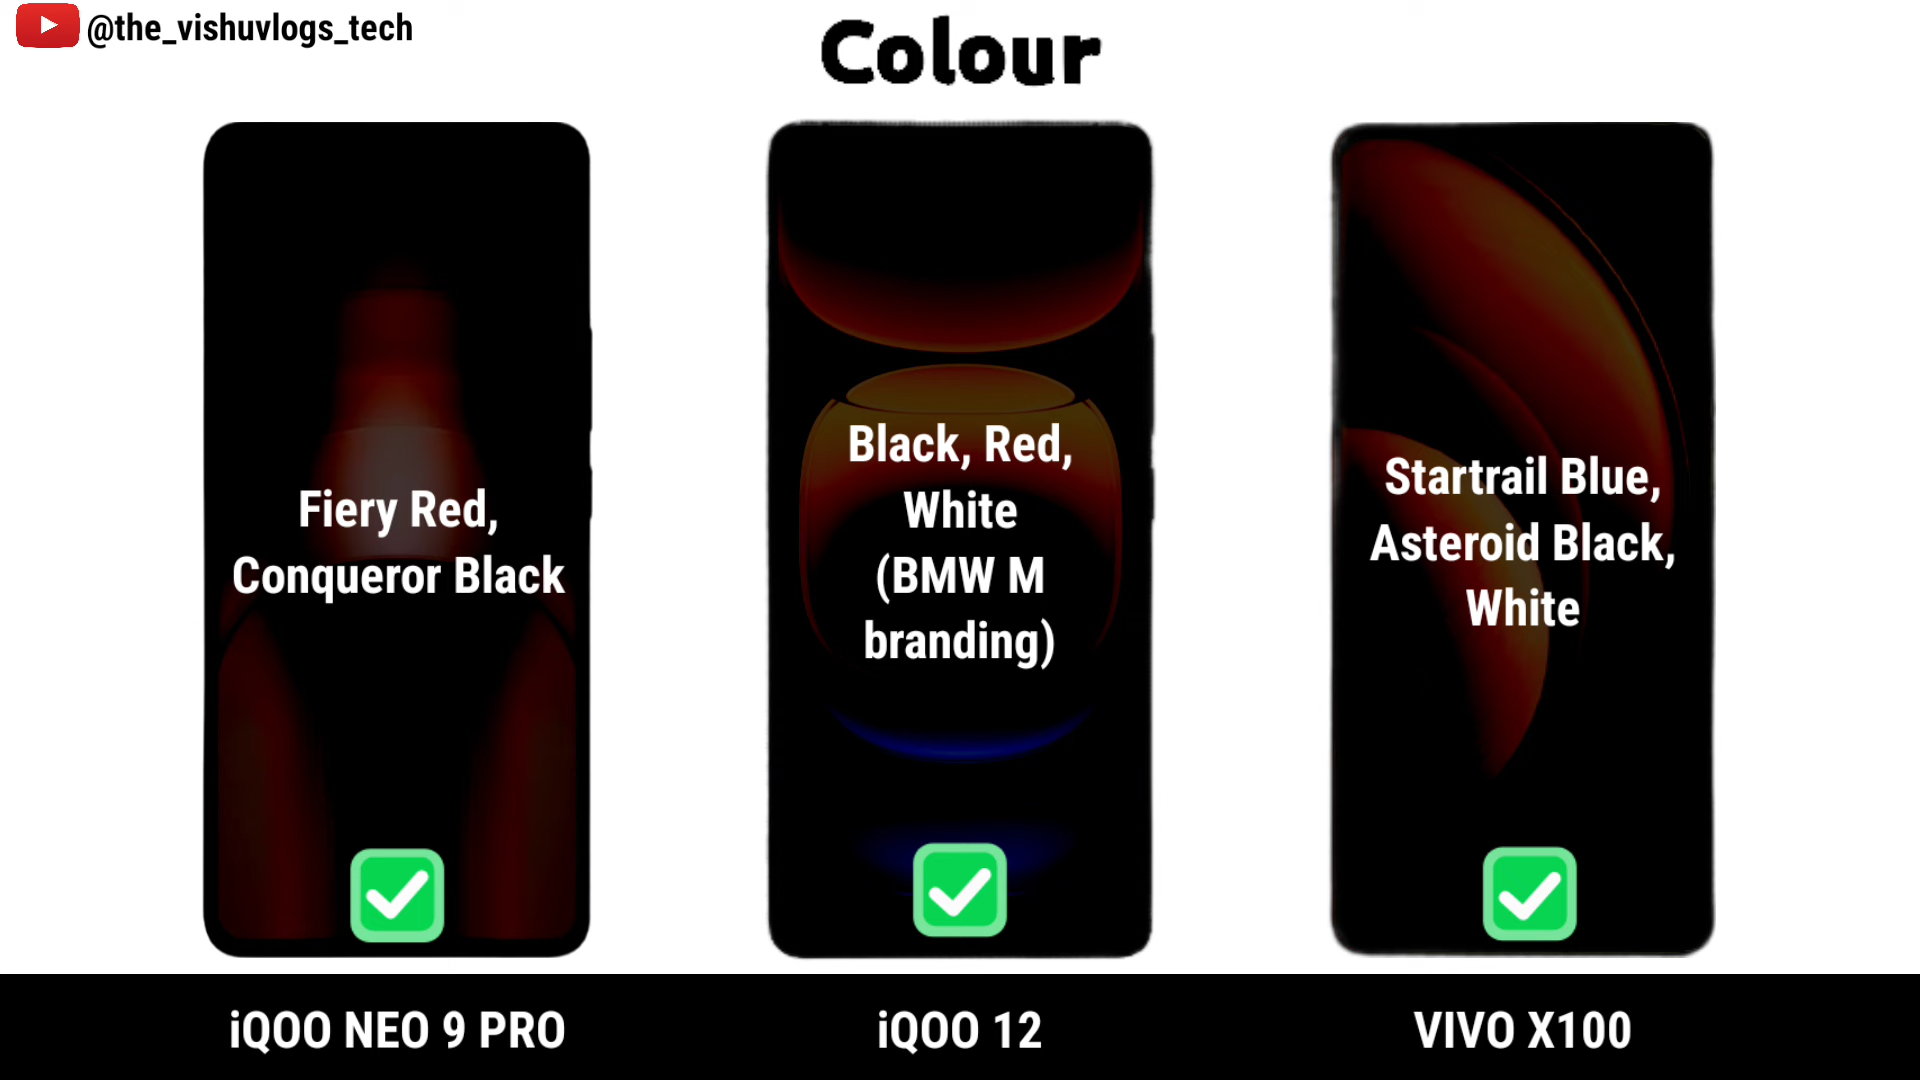 @the_vishuvlogs_tech
Colour
Fiery Red,
Conqueror Black
Black, Red,
White
(BMW M
branding)
Startrail Blue,
Asteroid Black,
White
iQOO NEO 9 PRO
iQOO 12
VIVO X100